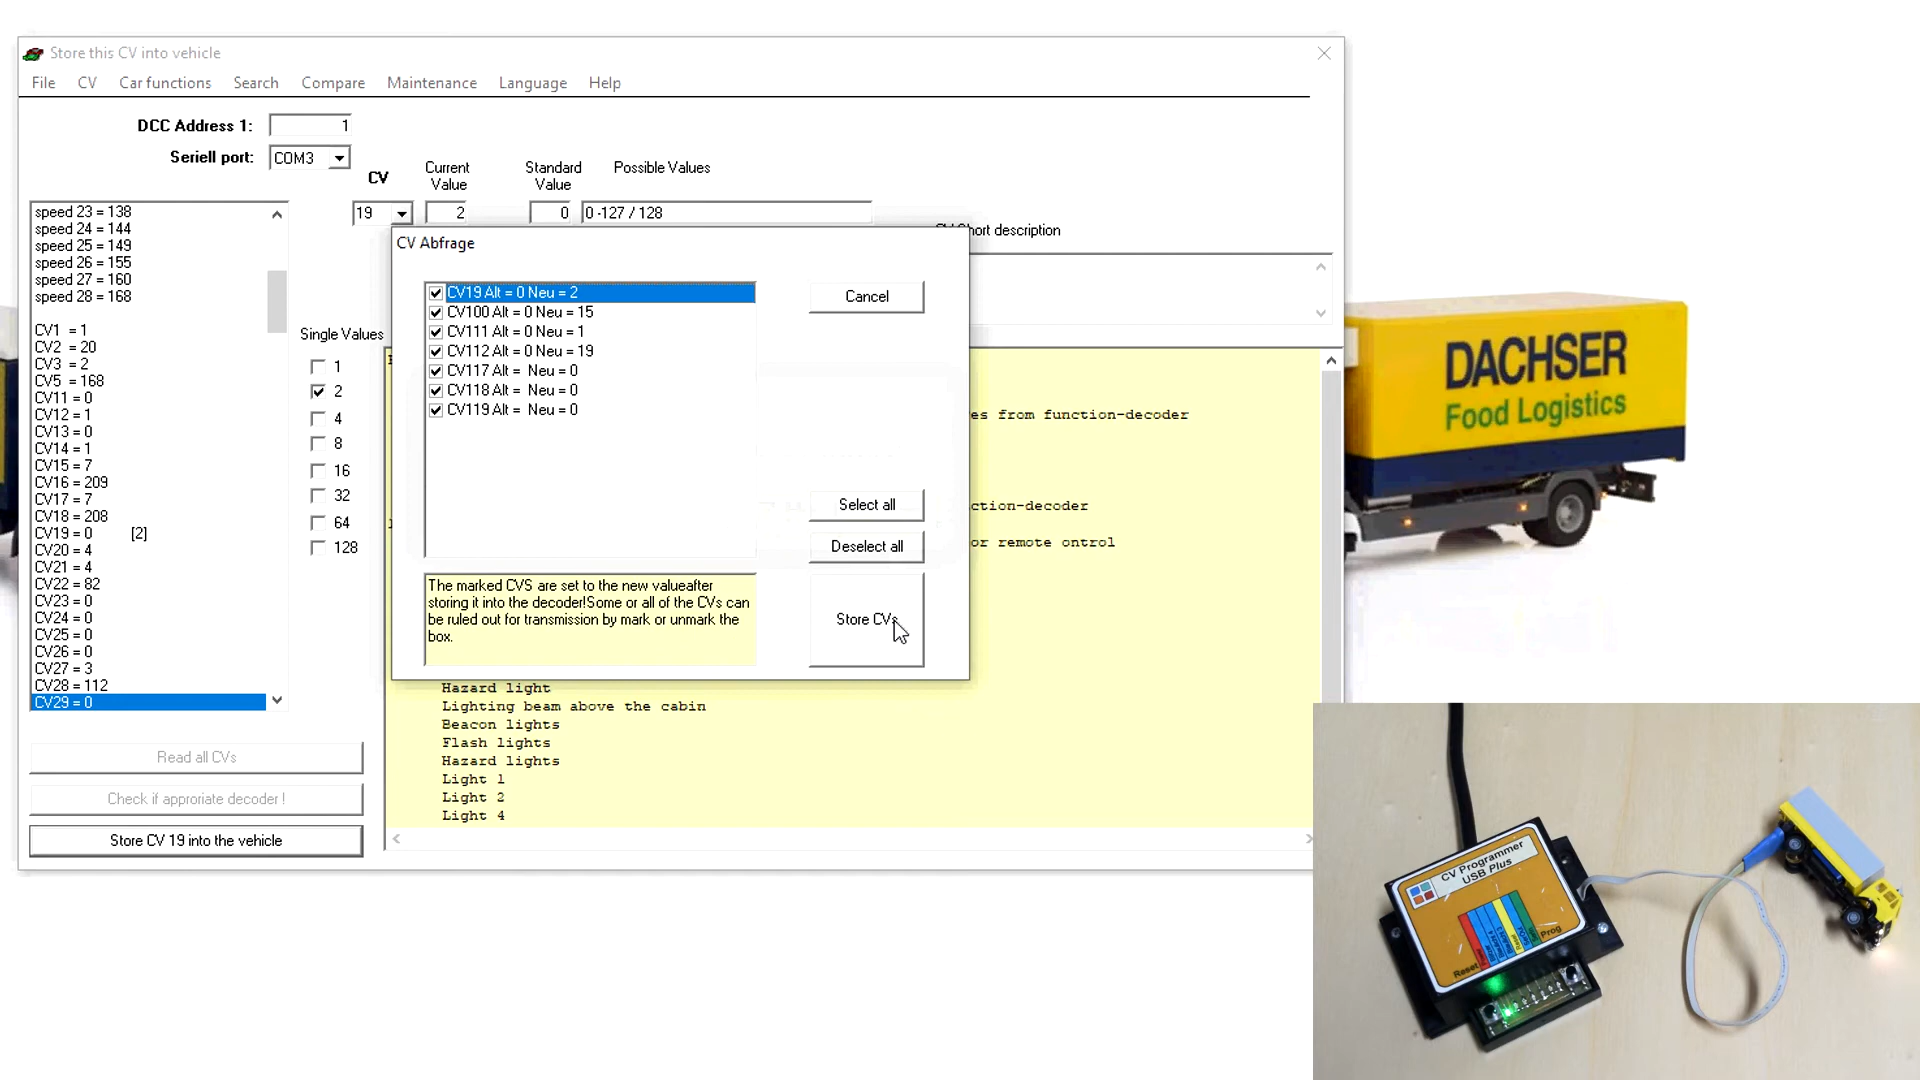 Store this CV into vehicle
File CV Car functions Search Compare Maintenance Language Help
DCC Address 1: 1
Seriell port: COM3
CV
Current Value
Standard Value
Possible Values
19 2 0 0 -127 / 128
hort description
speed 23 = 138
speed 24 = 144
speed 25 = 149
speed 26 = 155
speed 27 = 160
speed 28 = 168
CV1 = 1
CV2 = 20
CV3 = 2
CV5 = 168
CV11 = 0
CV12 = 1
CV13 = 0
CV14 = 1
CV15 = 7
CV16 = 209
CV17 = 7
CV18 = 208
CV19 = 0 [2]
CV20 = 4
CV21 = 4
CV22 = 82
CV23 = 0
CV24 = 0
CV25 = 0
CV26 = 0
CV27 = 3
CV28 = 112
CV29 = 0
Single Values
1
2
4
8
16
32
64
128
CV Abfrage
CV19 Alt = 0 Neu = 2
CV100 Alt = 0 Neu = 15
CV111 Alt = 0 Neu = 1
CV112 Alt = 0 Neu = 19
CV117 Alt = Neu = 0
CV118 Alt = Neu = 0
CV119 Alt = Neu = 0
Cancel
Select all
Deselect all
Store CVs
The marked CVS are set to the new valueafter
storing it into the decoder!Some or all of the CVs can
be ruled out for transmission by mark or unmark the
box.
es from function-decoder
ction-decoder
or remote ontrol
Hazard light
Lighting beam above the cabin
Beacon lights
Flash lights
Hazard lights
Light 1
Light 2
Light 4
Read all CVs
Check if approriate decoder !
Store CV 19 into the vehicle
DACHSER
Food Logistics
CV Programmer
USB Plus
Reset
Prog